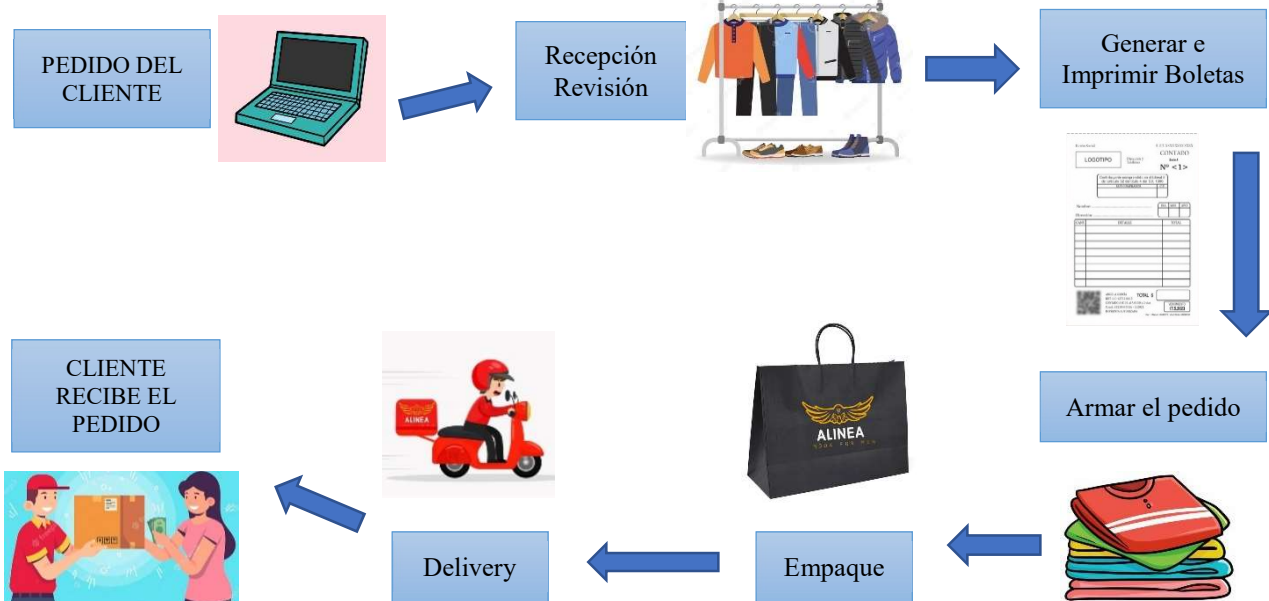 PEDIDO DEL
CLIENTE
Recepción
Revisión
Generar e
Imprimir Boletas
CONTADO
LOGOTIPO
Nº <1>
TOTAL $
Armar el pedido
ALINEA
Empaque
ALINEA
Delivery
CLIENTE
RECIBE EL
PEDIDO